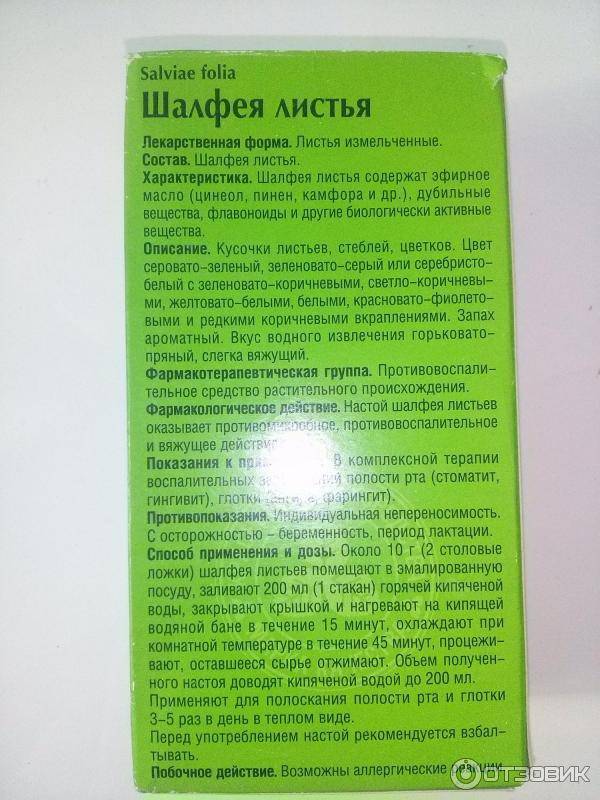 Salviae folia
Шалфея листья
Лекарственная форма. Листья измельченные.
Состав. Шалфея листья.
Характеристика. Шалфея листья содержат эфирное
масло (цинеол, пинен, камфора и др.), дубильные
вещества, флавоноиды и другие биологически активные
вещества.
Описание. Кусочки листьев, стеблей, цветков. Цвет
серовато-зеленый, зеленовато-серый или серебристо-
белый с зеленовато-коричневыми, светло-коричневы-
ми, желтовато-белыми, белыми, красновато-фиолето-
выми и редкими коричневыми вкраплениями. Запах
ароматный. Вкус водного извлечения горьковато-
пряный, слегка вяжущий.
Фармакотерапевтическая группа. Противовоспали-
тельное средство растительного происхождения.
Фармакологическое действие. Настой шалфея листьев
оказывает противомикробное, противовоспалительное
и вяжущее действие.
Показания к В комплексной терапии
воспалительных полости рта (стоматит,
гингивит), глотки фарингит).
Противопоказания. Индивидуальная непереносимость.
С осторожностью – беременность, период лактации.
Способ применения и дозы. Около 10 г (2 столовые
ложки) шалфея листьев помещают в эмалированную
посуду, заливают 200 мл (1 стакан) горячей кипяченой
воды, закрывают крышкой и нагревают на кипящей
водяной бане в течение 15 минут, охлаждают при
комнатной температуре в течение 45 минут, процежи-
вают, оставшееся сырье отжимают. Объем получен-
ного настоя доводят кипяченой водой до 200 мл.
Применяют для полоскания полости рта и глотки
3–5 раз в день в теплом виде.
Перед употреблением настой рекомендуется взбал-
тывать.
Побочное действие. Возможны аллергические реакции.
ОТЗОВИК